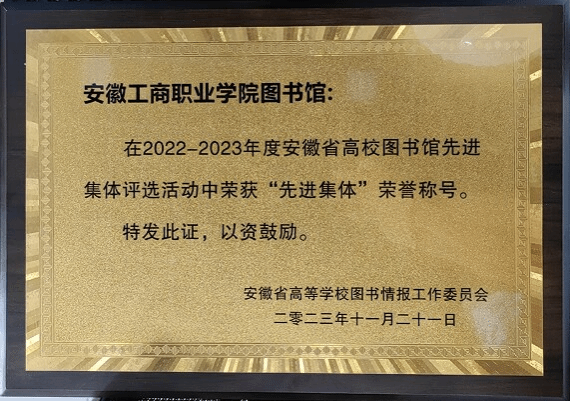 安徽工商职业学院图书馆:
在2022-2023年度安徽省高校图书馆先进
集体评选活动中荣获“先进集体”荣誉称号。
特发此证，以资鼓励。
安徽省高等学校图书情报工作委员会
二零二三年十一月二十一日